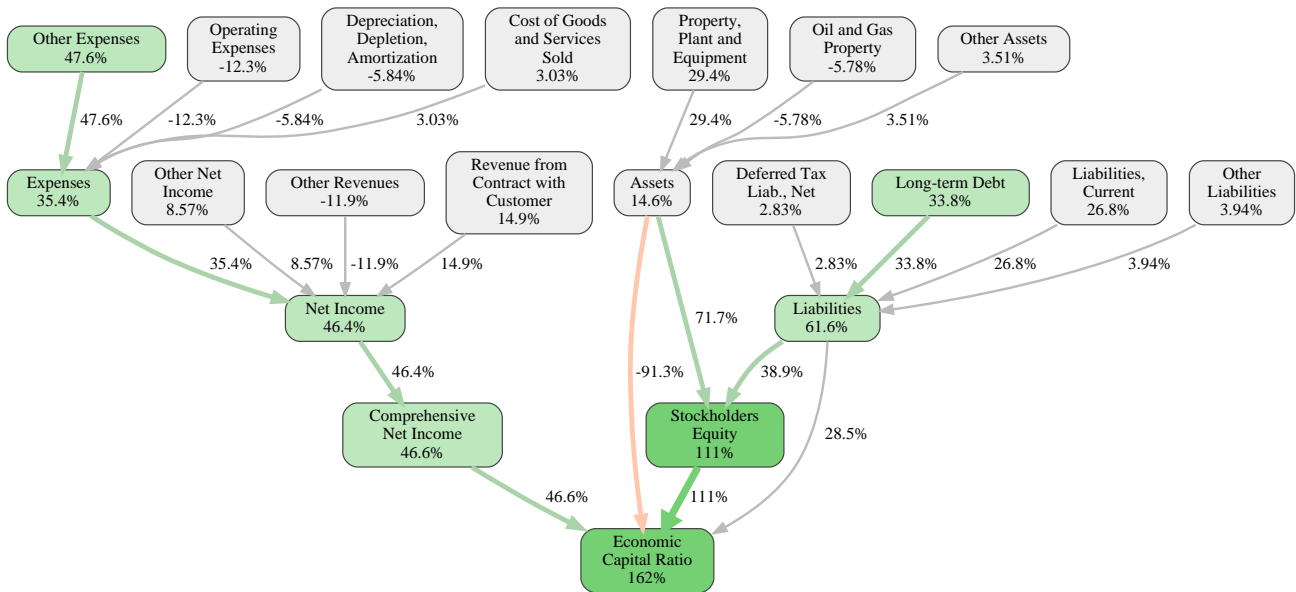 Other Expenses
47.6%
Operating
Expenses
-12.3%
Depreciation,
Depletion,
Amortization
-5.84%
Cost of Goods
and Services
Sold
3.03%
Property,
Plant and
Equipment
29.4%
Oil and Gas
Property
-5.78%
Other Assets
3.51%
47.6%
-12.3%
-5.84%
3.03%
29.4%
-5.78%
3.51%
Expenses
35.4%
Other Net
Income
8.57%
Other Revenues
-11.9%
Revenue from
Contract with
Customer
14.9%
Assets
14.6%
Deferred Tax
Liab., Net
2.83%
Long-term Debt
33.8%
Liabilities,
Current
26.8%
Other
Liabilities
3.94%
35.4%
8.57%
-11.9%
14.9%
2.83%
33.8%
26.8%
3.94%
Net Income
46.4%
71.7%
Liabilities
61.6%
46.4%
-91.3%
38.9%
Comprehensive
Net Income
46.6%
Stockholders
Equity
111%
28.5%
46.6%
111%
Economic
Capital Ratio
162%